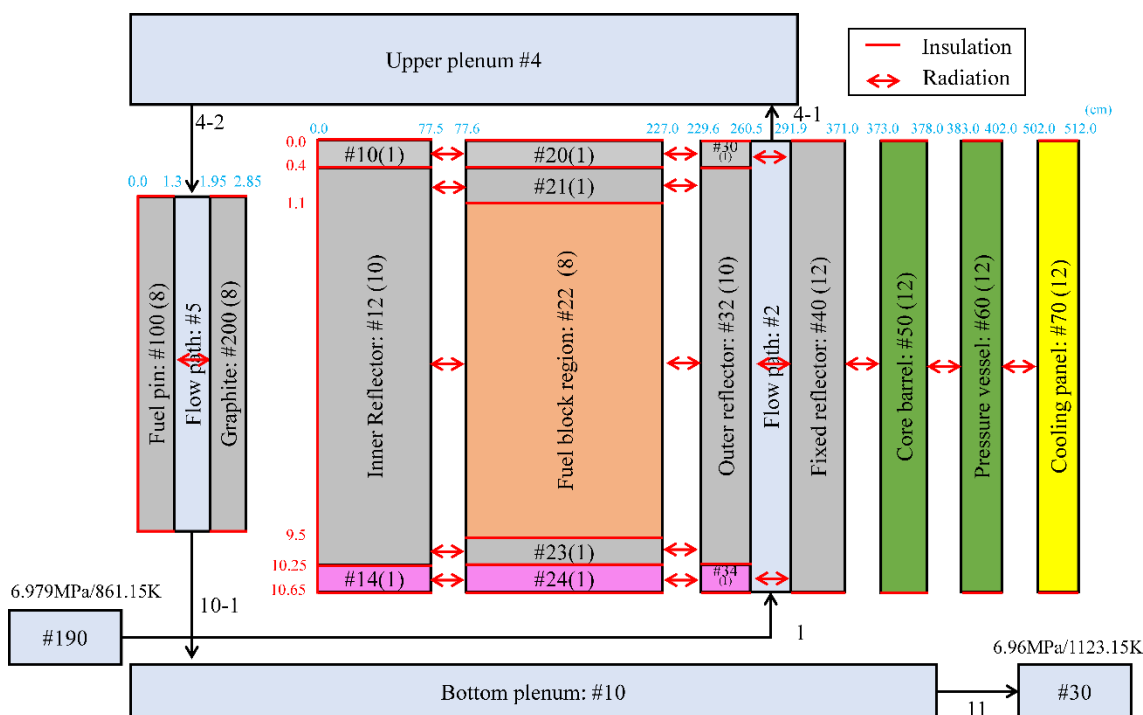 Upper plenum #4
Insulation
Radiation
(cm)
4-2
4-1
0.0
77.5
77.6
227.0
229.6
260.5
291.9
371.0
373.0
378.0
383.0
402.0
502.0
512.0
0.0
0.4
1.1
9.5
10.25
10.65
0.0
1.3
1.95
2.85
#10(1)
#20(1)
#30
(1)
#21(1)
Fuel pin: #100 (8)
Flow path: #5
Graphite: #200 (8)
Inner Reflector: #12 (10)
Fuel block region: #22 (8)
Outer reflector: #32 (10)
Flow path: #2
Fixed reflector: #40 (12)
Core barrel: #50 (12)
Pressure vessel: #60 (12)
Cooling panel: #70 (12)
#23(1)
#14(1)
#24(1)
#34
(1)
6.979MPa/861.15K
10-1
#190
1
6.96MPa/1123.15K
Bottom plenum: #10
11
#30